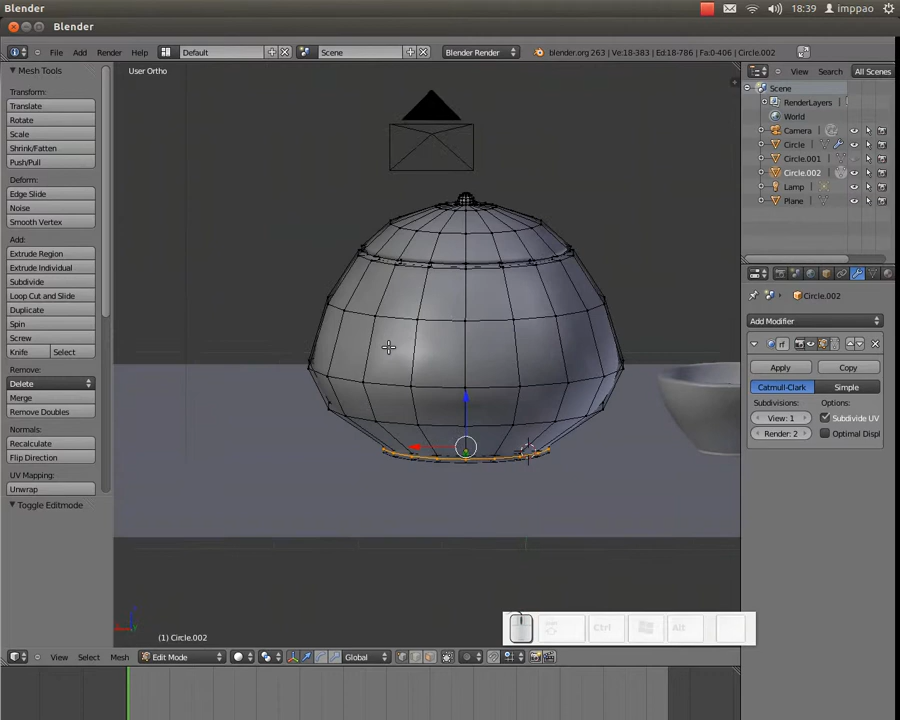 Blender
18:39 imppao
Blender
File Add Render Help Default Scene Blender Render blender.org 263 | Ve:18-383 | Ed:18-786 | Fa:0-406 | Circle.002
Mesh Tools
User Ortho
View Search All Scenes
Transform:
Translate
Rotate
Scale
Shrink/Fatten
Push/Pull
Deform:
Edge Slide
Noise
Smooth Vertex
Add:
Extrude Region
Extrude Individual
Subdivide
Loop Cut and Slide
Duplicate
Spin
Screw
Knife Select
Remove:
Delete
Merge
Remove Doubles
Normals:
Recalculate
Flip Direction
UV Mapping:
Unwrap
Toggle Editmode
Scene
RenderLayers
World
Camera
Circle
Circle.001
Circle.002
Lamp
Plane
Circle.002
Add Modifier
Apply Copy
Catmull-Clark Simple
Subdivisions: Options:
View: 1 Subdivide UV
Render: 2 Optimal Displ
Ctrl Alt
(1) Circle.002
View Select Mesh Edit Mode Global